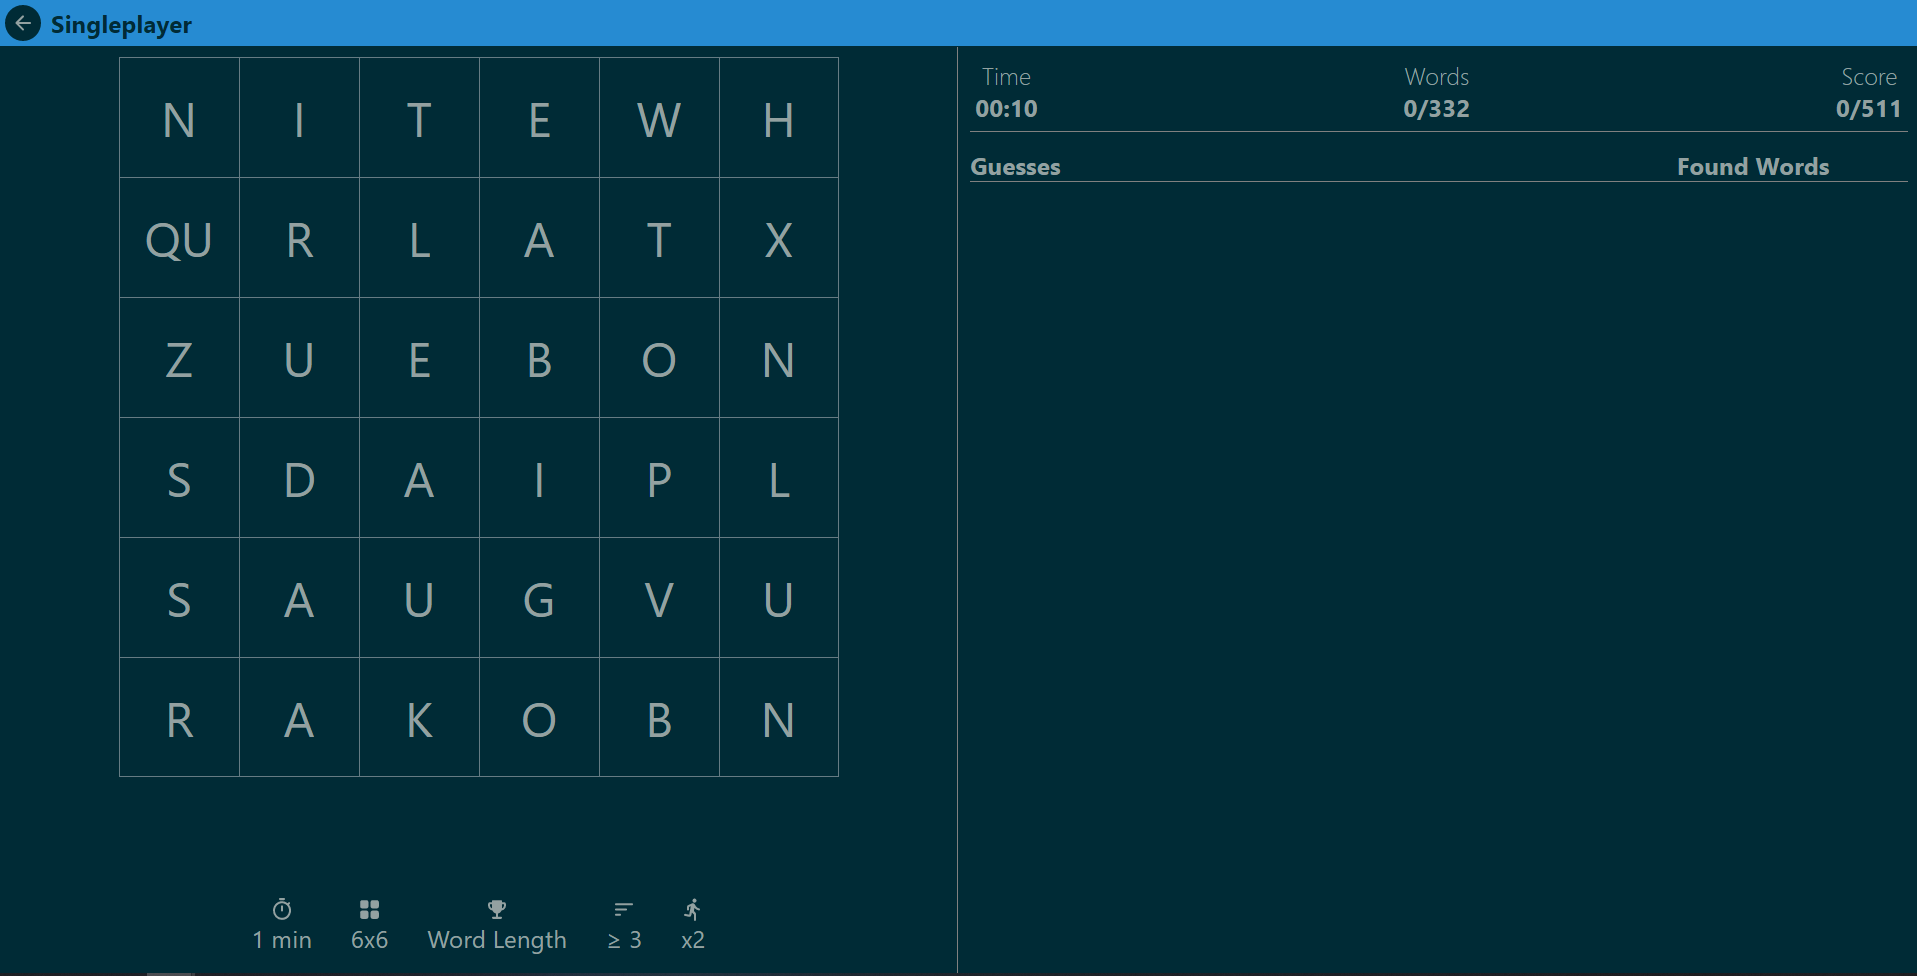 Singleplayer
N I T E W H
QU R L A T X
Z U E B O N
S D A I P L
S A U G V U
R A K O B N
1 min 6x6 Word Length ≥ 3 x2
Time Words Score
00:10 0/332 0/511
Guesses Found Words